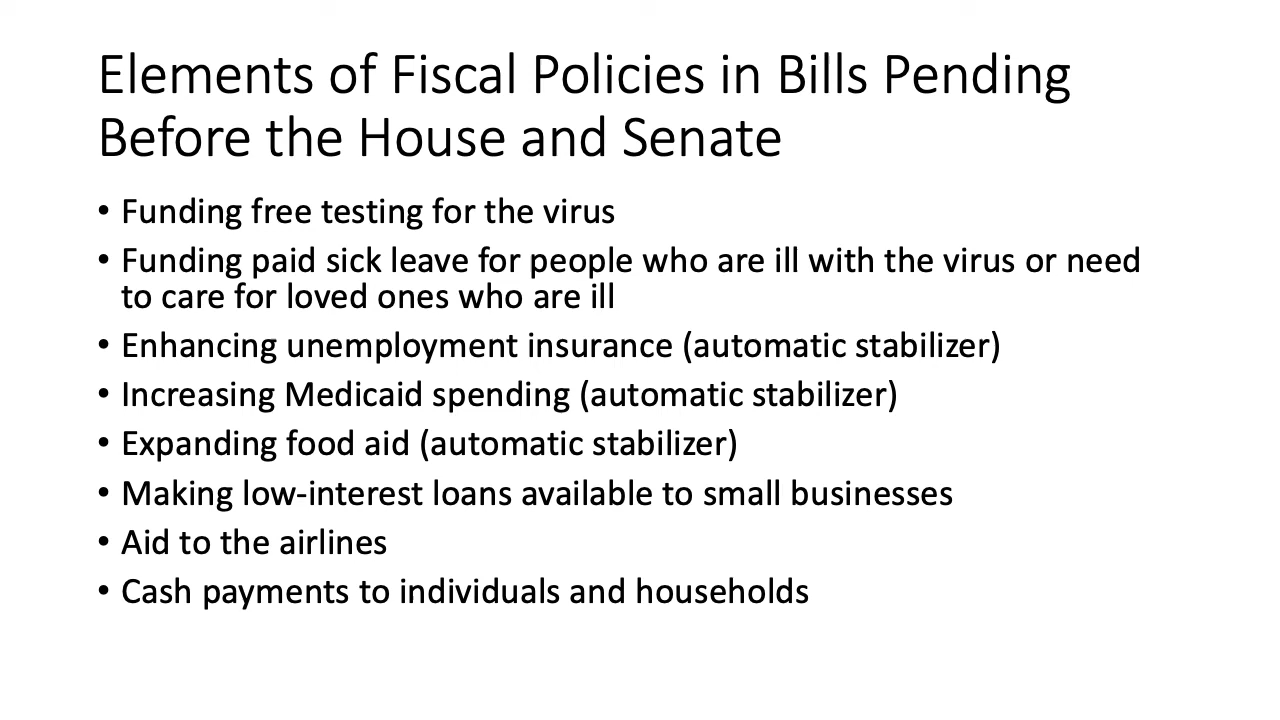 Elements of Fiscal Policies in Bills Pending
Before the House and Senate
• Funding free testing for the virus
• Funding paid sick leave for people who are ill with the virus or need
to care for loved ones who are ill
• Enhancing unemployment insurance (automatic stabilizer)
• Increasing Medicaid spending (automatic stabilizer)
• Expanding food aid (automatic stabilizer)
• Making low-interest loans available to small businesses
• Aid to the airlines
• Cash payments to individuals and households